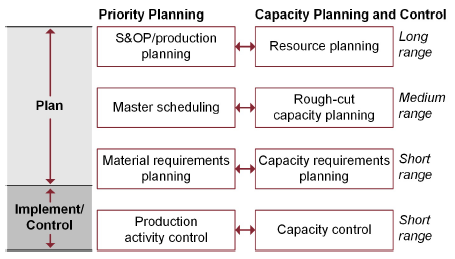 Priority Planning
Capacity Planning and Control
S&OP/production
planning
Resource planning
Long
range
Plan
Master scheduling
Rough-cut
capacity planning
Medium
range
Material requirements
planning
Capacity requirements
planning
Short
range
Implement/
Control
Production
activity control
Capacity control
Short
range